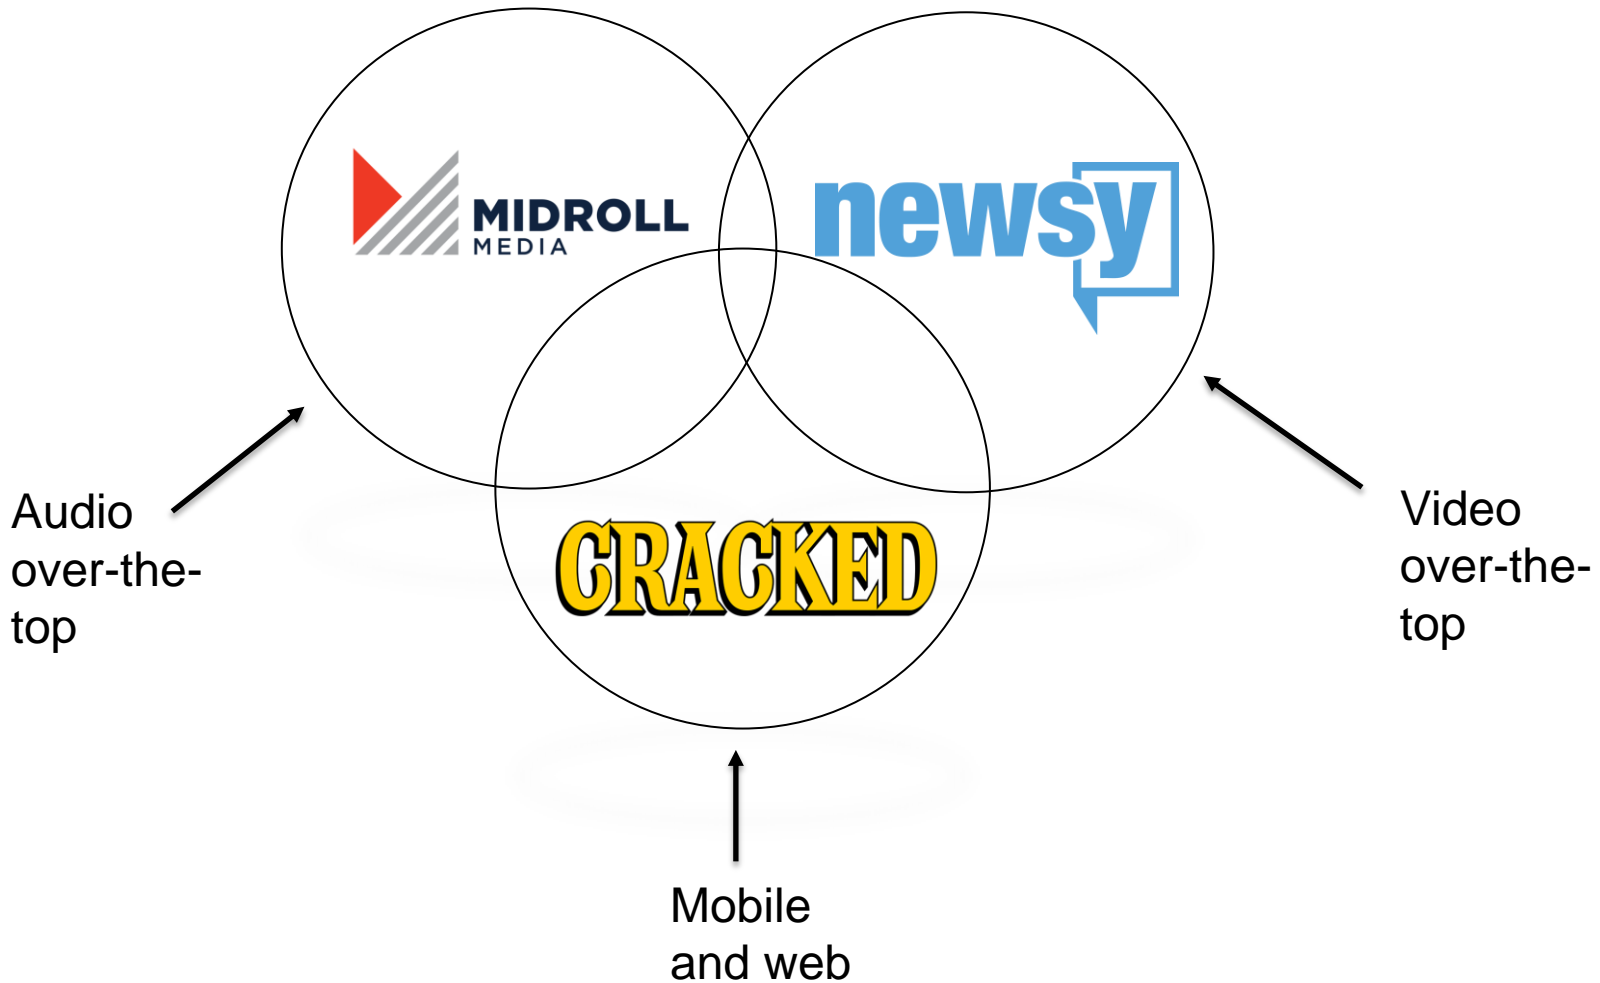 MIDROLL
MEDIA
newsy
CRACKED
Audio
over-the-
top
Video
over-the-
top
Mobile
and web